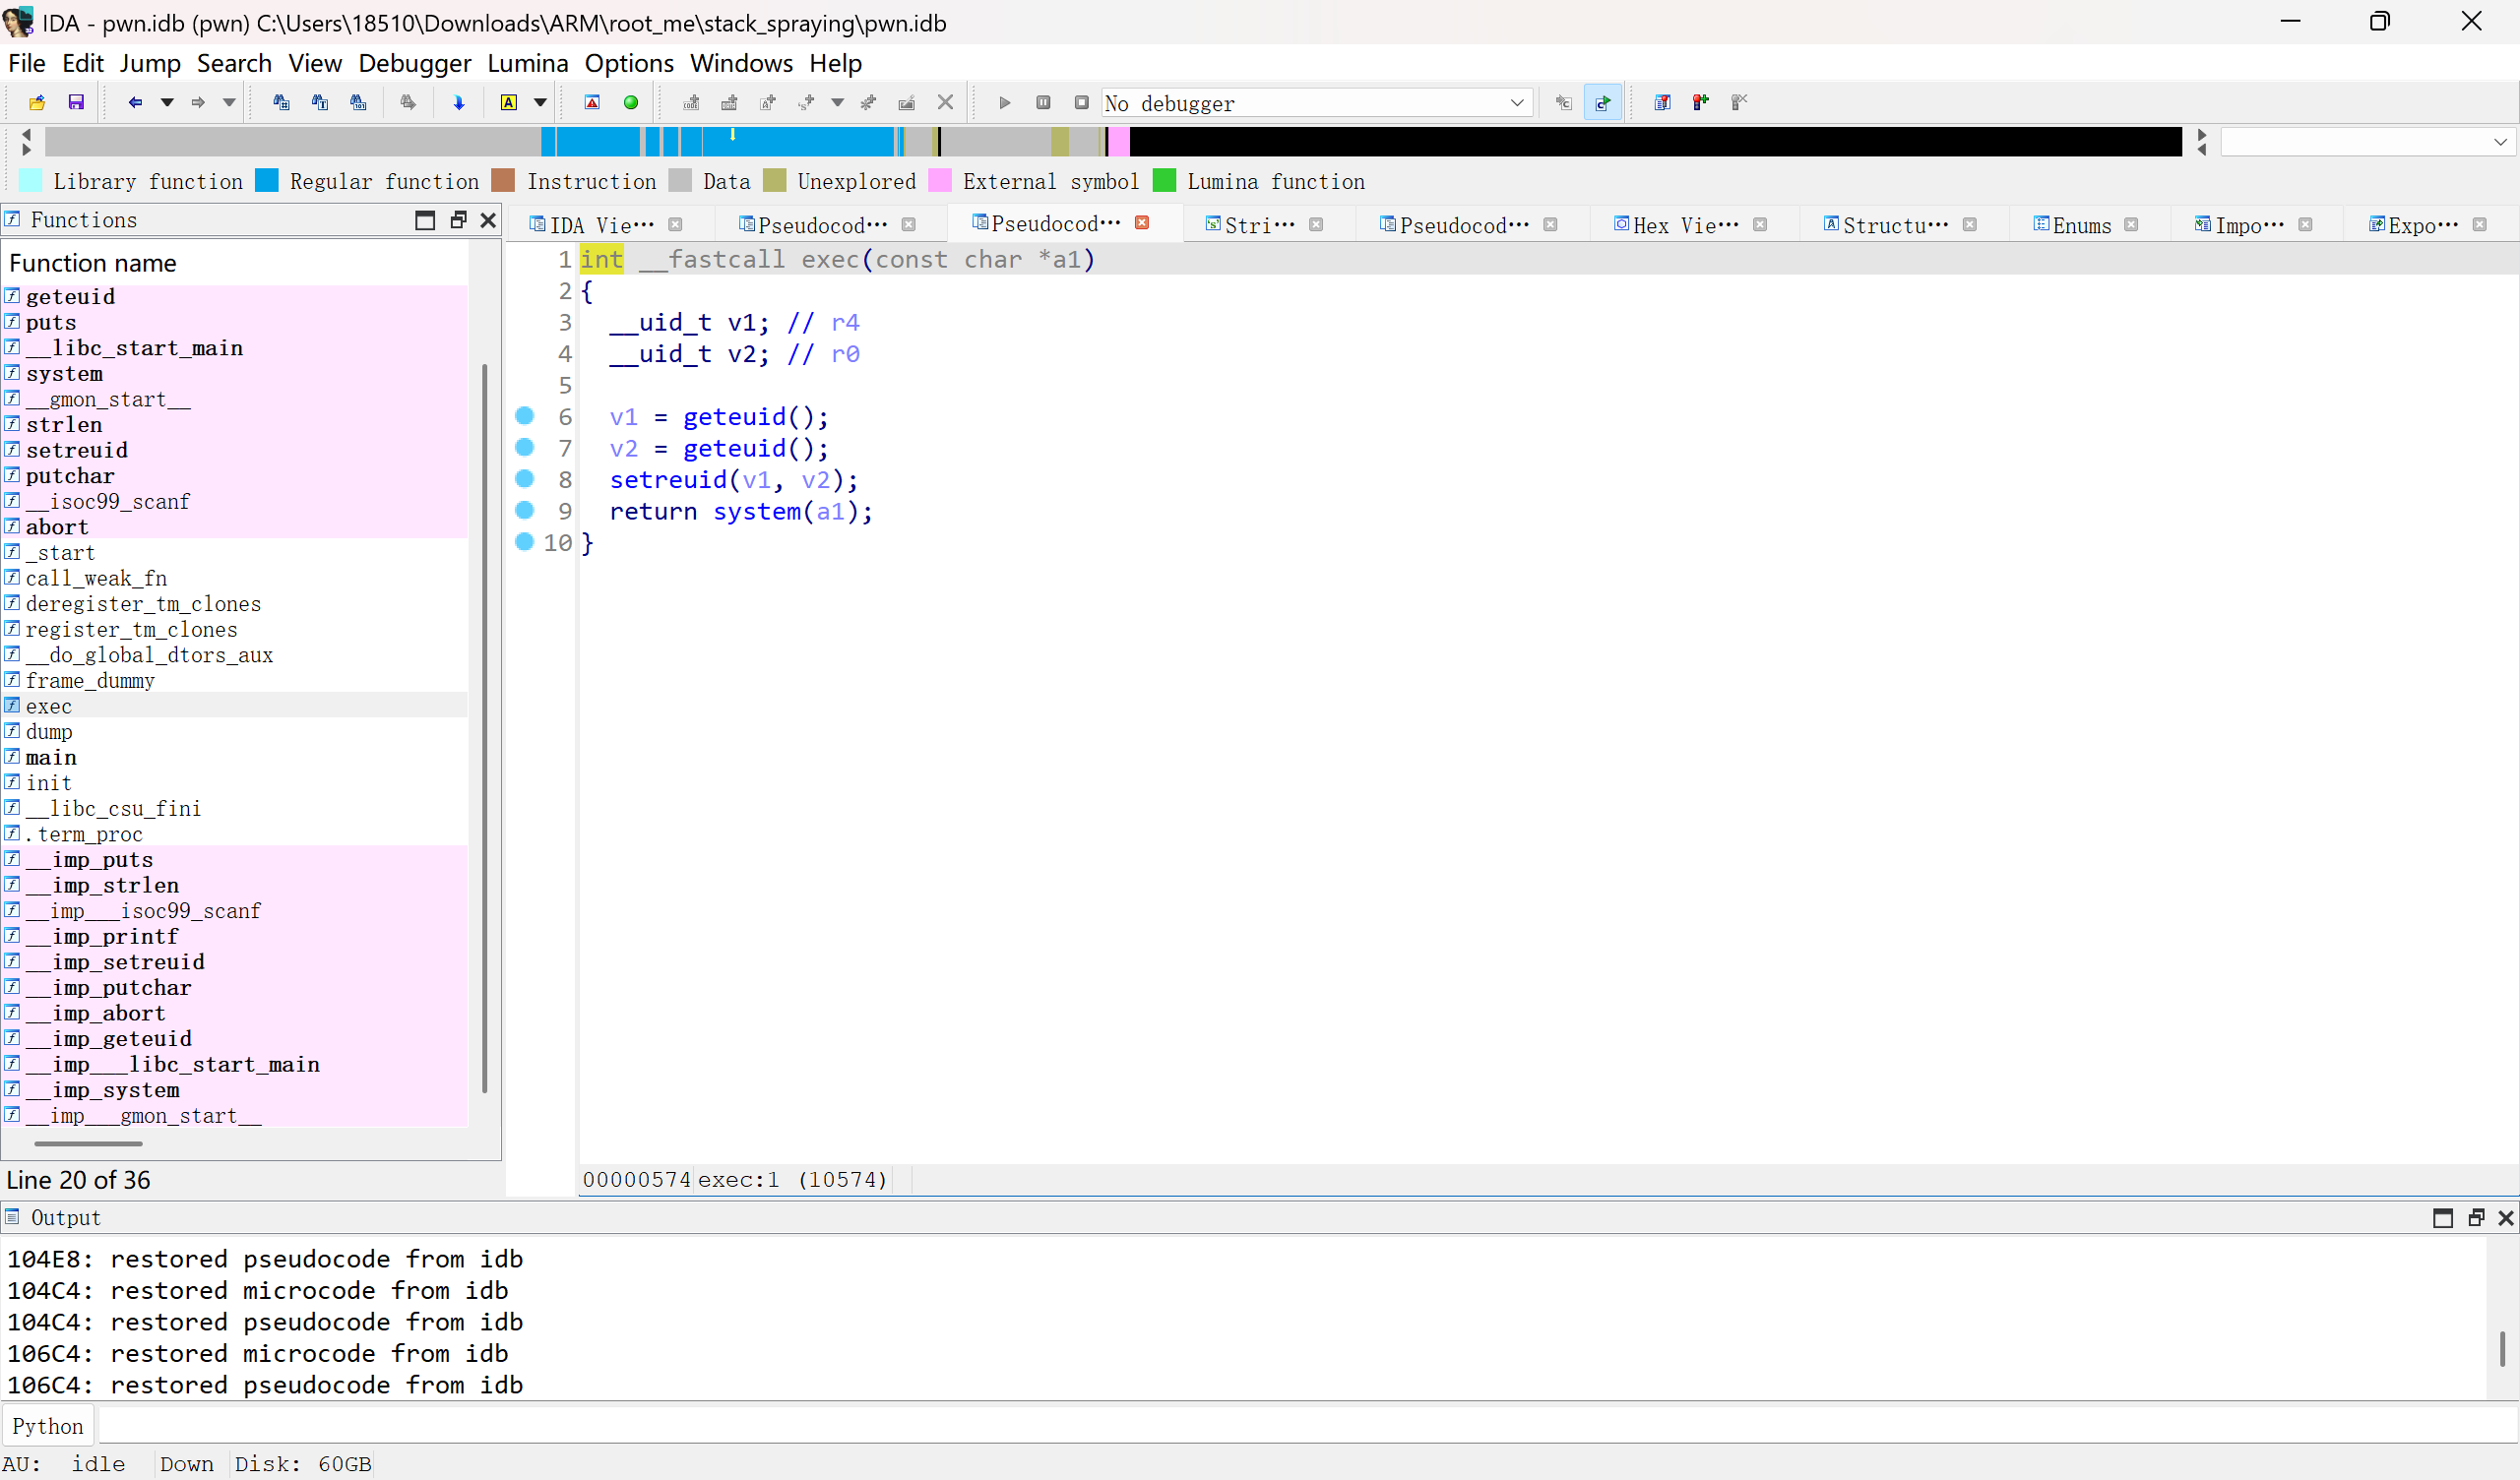 IDA - pwn.idb (pwn) C:\Users\18510\Downloads\ARM\root_me\stack_spraying\pwn.idb
File Edit Jump Search View Debugger Lumina Options Windows Help
No debugger
Library function Regular function Instruction Data Unexplored External symbol Lumina function
Functions
IDA Vie··· Pseudocod··· Pseudocod··· Stri··· Pseudocod··· Hex Vie··· Structu··· Enums Impo··· Expo···
Function name
geteuid
puts
__libc_start_main
system
__gmon_start__
strlen
setreuid
putchar
__isoc99_scanf
abort
_start
call_weak_fn
deregister_tm_clones
register_tm_clones
__do_global_dtors_aux
frame_dummy
exec
dump
main
init
__libc_csu_fini
.term_proc
__imp_puts
__imp_strlen
__imp___isoc99_scanf
__imp_printf
__imp_setreuid
__imp_putchar
__imp_abort
__imp_geteuid
__imp___libc_start_main
__imp_system
__imp___gmon_start__
Line 20 of 36
1 int __fastcall exec(const char *a1)
2 {
3 __uid_t v1; // r4
4 __uid_t v2; // r0
5
6 v1 = geteuid();
7 v2 = geteuid();
8 setreuid(v1, v2);
9 return system(a1);
10 }
00000574 exec:1 (10574)
Output
104E8: restored pseudocode from idb
104C4: restored microcode from idb
104C4: restored pseudocode from idb
106C4: restored microcode from idb
106C4: restored pseudocode from idb
Python
AU: idle Down Disk: 60GB